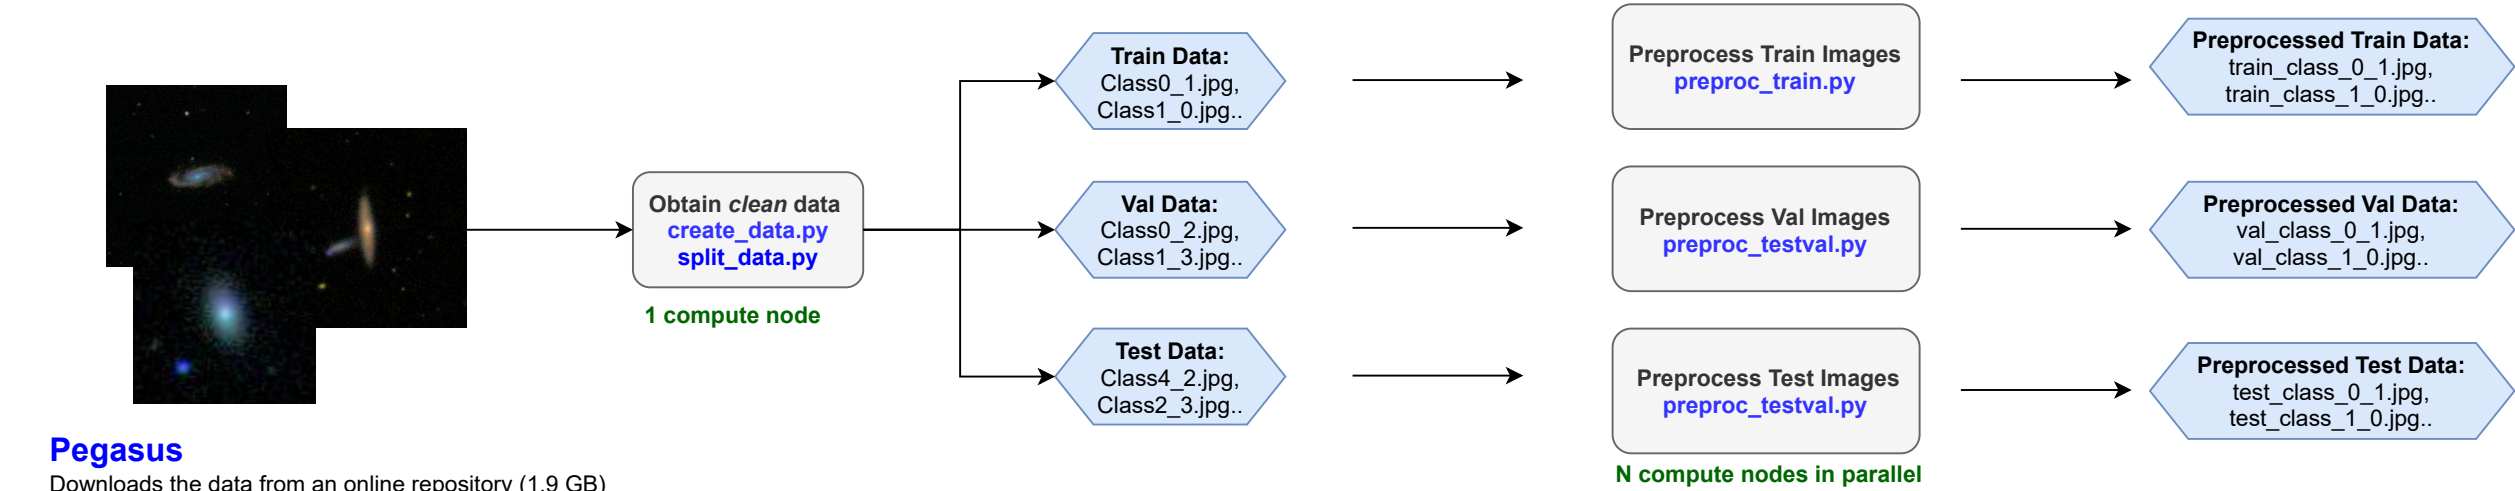 Pegasus
Downloads the data from an online repository (1.9 GB)
Obtain clean data
create_data.py
split_data.py
1 compute node
Train Data:
Class0_1.jpg,
Class1_0.jpg..
Val Data:
Class0_2.jpg,
Class1_3.jpg..
Test Data:
Class4_2.jpg,
Class2_3.jpg..
Preprocess Train Images
preproc_train.py
Preprocess Val Images
preproc_testval.py
Preprocess Test Images
preproc_testval.py
N compute nodes in parallel
Preprocessed Train Data:
train_class_0_1.jpg,
train_class_1_0.jpg..
Preprocessed Val Data:
val_class_0_1.jpg,
val_class_1_0.jpg..
Preprocessed Test Data:
test_class_0_1.jpg,
test_class_1_0.jpg..